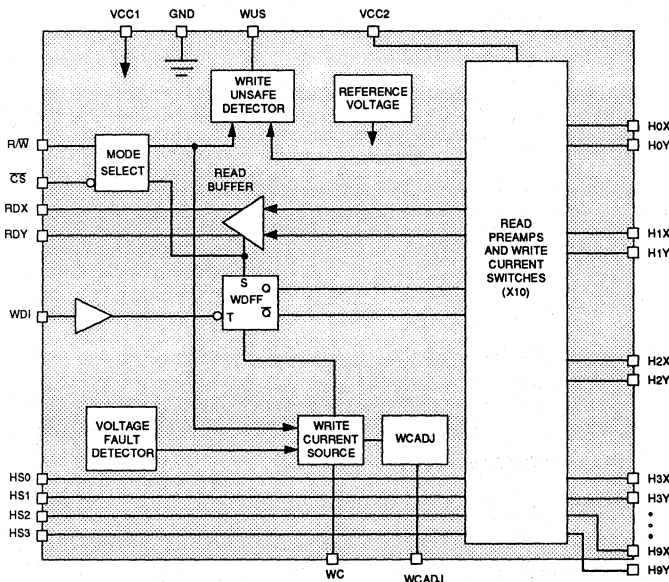 VCC1 GND WUS VCC2
WRITE
UNSAFE
DETECTOR
REFERENCE
VOLTAGE
R/W̅
MODE
SELECT
C̅S̅
READ
BUFFER
RDX
RDY
S
WDFF
Q
Q̅
T
WDI
READ
PREAMPS
AND WRITE
CURRENT
SWITCHES
(X10)
VOLTAGE
FAULT
DETECTOR
WRITE
CURRENT
SOURCE
WCADJ
HS0
HS1
HS2
HS3
H0X
H0Y
H1X
H1Y
H2X
H2Y
H3X
H3Y
H9X
H9Y
WC WCADJ